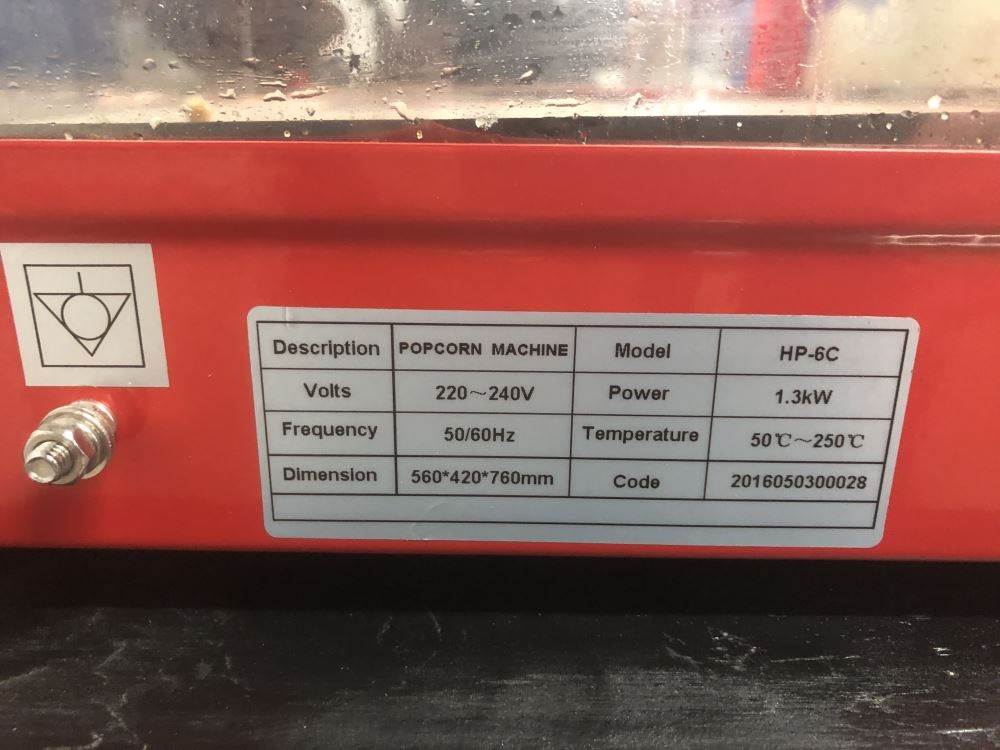 Description POPCORN MACHINE Model HP-6C
Volts 220～240V Power 1.3kW
Frequency 50/60Hz Temperature 50℃～250℃
Dimension 560*420*760mm Code 2016050300028